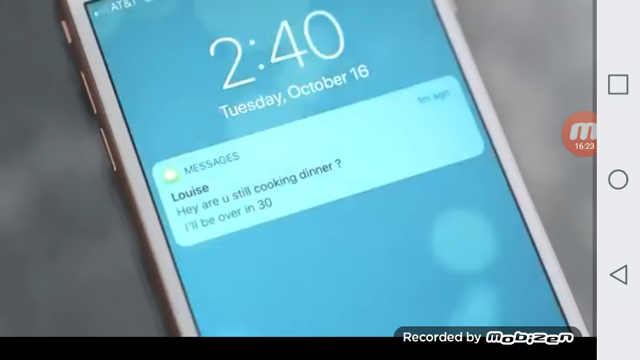 AT&T
2:40
Tuesday, October 16
MESSAGES
ago
Louise
Hey are u still cooking dinner ?
I'll be over in 30
16:23
Recorded by Mobizen